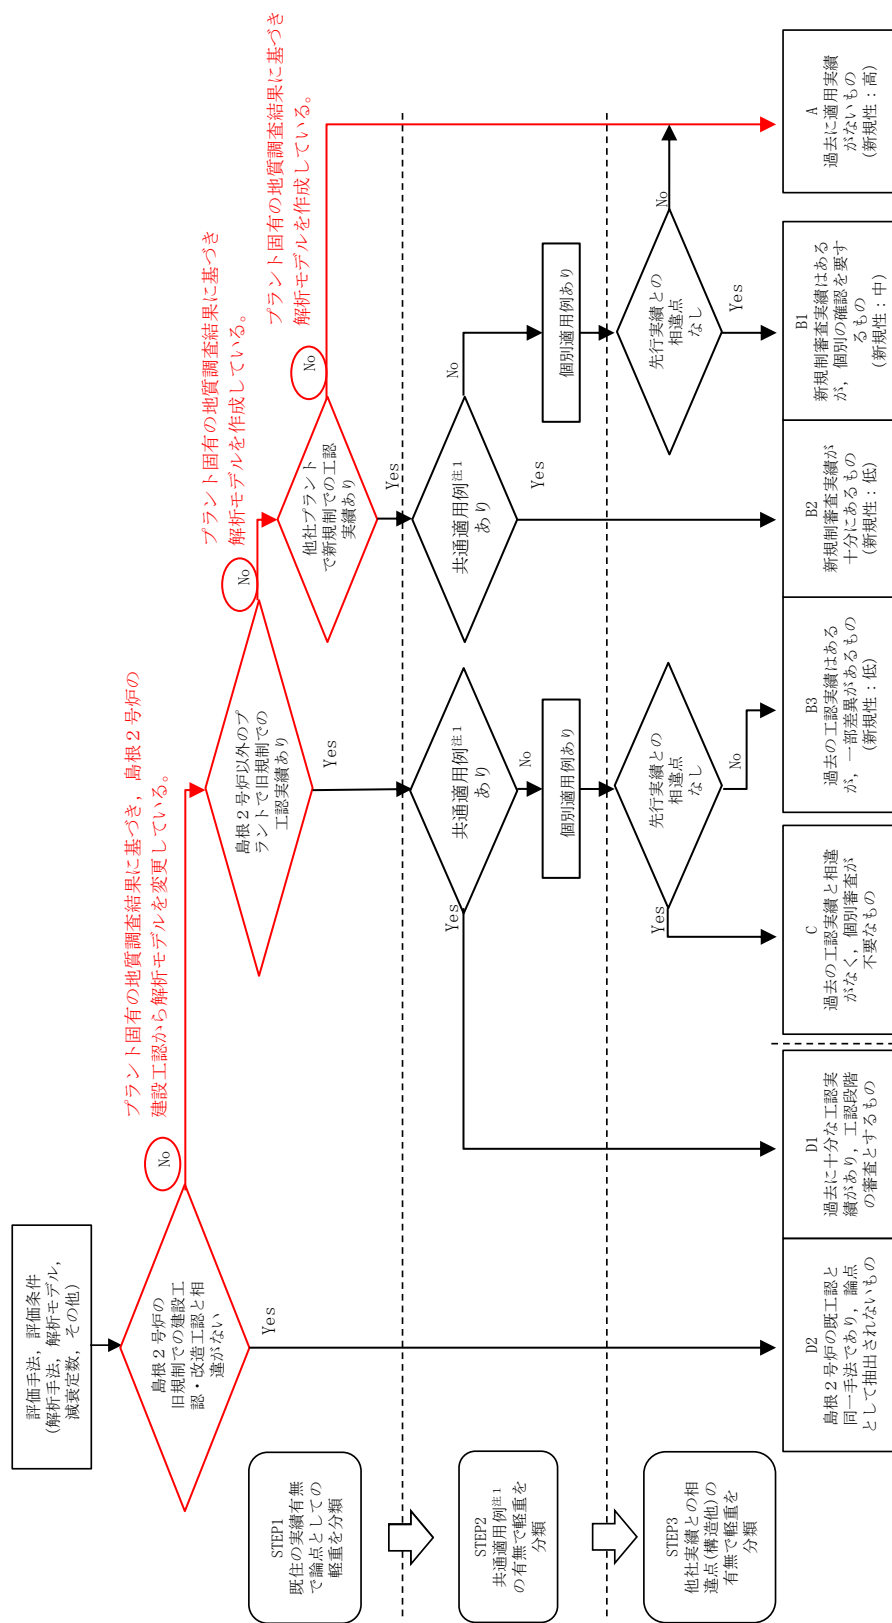 評価手法，評価条件
(解析手法，解析モデル，
減衰定数，その他)
島根２号炉の
旧規制での建設工
認・改造工認と相
違がない
No
Yes
プラント固有の地質調査結果に基づき，島根２号炉の
建設工認から解析モデルを変更している。
島根２号炉以外のプ
ラントで旧規制での
工認実績あり
No
Yes
プラント固有の地質調査結果に基づき
解析モデルを作成している。
他社プラント
で新規制での工認
実績あり
No
Yes
プラント固有の地質調査結果に基づき
解析モデルを作成している。
STEP1
既往の実績有無
で論点としての
軽重を分類
STEP2
共通適用例注1
の有無で軽重を
分類
STEP3
他社実績との相
違点(構造他)の
有無で軽重を
分類
共通適用例注1
あり
Yes
No
個別適用例あり
先行実績との
相違点
なし
Yes
No
共通適用例注1
あり
Yes
No
個別適用例あり
先行実績との
相違点
なし
Yes
No
D2
島根２号炉の既工認と
同一手法であり，論点
として抽出されないもの
D1
過去に十分な工認実
績があり，工認段階
の審査とするもの
C
過去の工認実績と相違
がなく，個別審査が
不要なもの
B3
過去の工認実績はある
が，一部差異があるもの
(新規性：低)
B2
新規制審査実績が
十分にあるもの
(新規性：低)
B1
新規制審査実績はある
が，個別の確認を要す
るもの
(新規性：中)
A
過去に適用実績
がないもの
(新規性：高)